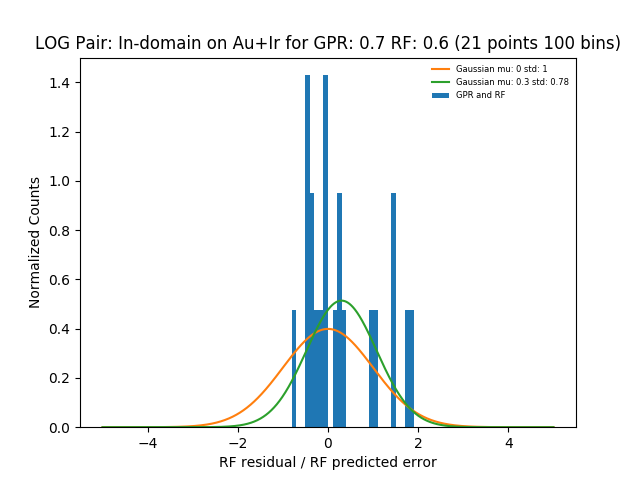 LOG Pair: In-domain on Au+Ir for GPR: 0.7 RF: 0.6 (21 points 100 bins)
Gaussian mu: 0 std: 1
Gaussian mu: 0.3 std: 0.78
GPR and RF
1.4
1.2
1.0
0.8
0.6
0.4
0.2
0.0
Normalized Counts
−4 −2 0 2 4
RF residual / RF predicted error